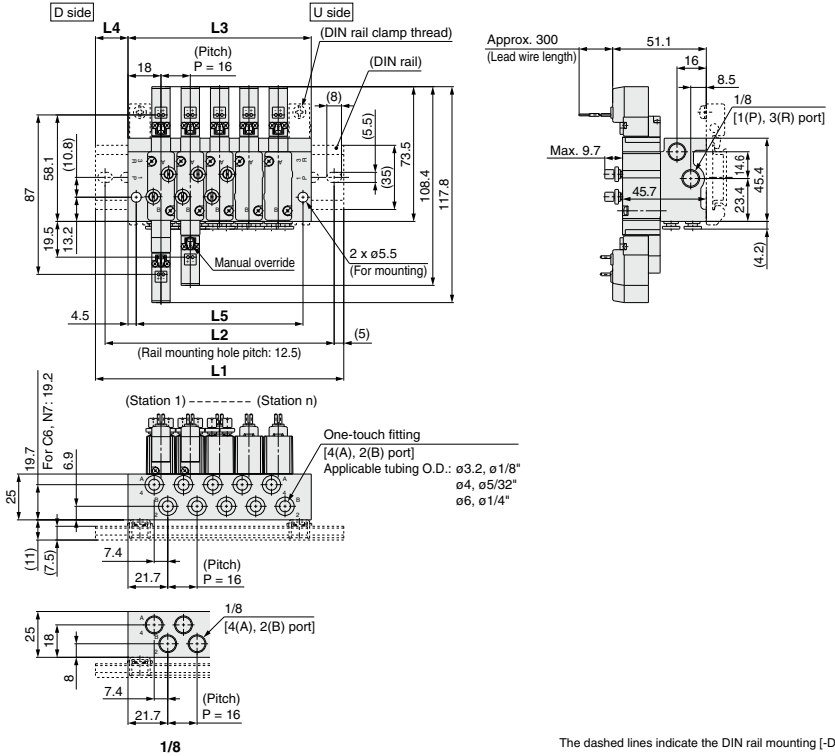 D side
U side
L4
L3
(DIN rail clamp thread)
(Pitch)
18
P = 16
(DIN rail)
(8)
(5.5)
(35)
73.5
108.4
117.8
87
58.1
(10.8)
19.5
13.2
Manual override
2 x ø5.5
(For mounting)
4.5
L5
L2
(5)
(Rail mounting hole pitch: 12.5)
L1
Approx. 300
(Lead wire length)
51.1
16
8.5
1/8
[1(P), 3(R) port]
Max. 9.7
45.7
14.6
23.4
45.4
(4.2)
(Station 1)
(Station n)
For C6, N7: 19.2
19.7
6.9
25
(11)
(7.5)
One-touch fitting
[4(A), 2(B) port]
Applicable tubing O.D.: ø3.2, ø1/8"
ø4, ø5/32"
ø6, ø1/4"
7.4
(Pitch)
21.7
P = 16
1/8
[4(A), 2(B) port]
25
18
8
7.4
(Pitch)
21.7
P = 16
1/8
The dashed lines indicate the DIN rail mounting [-D